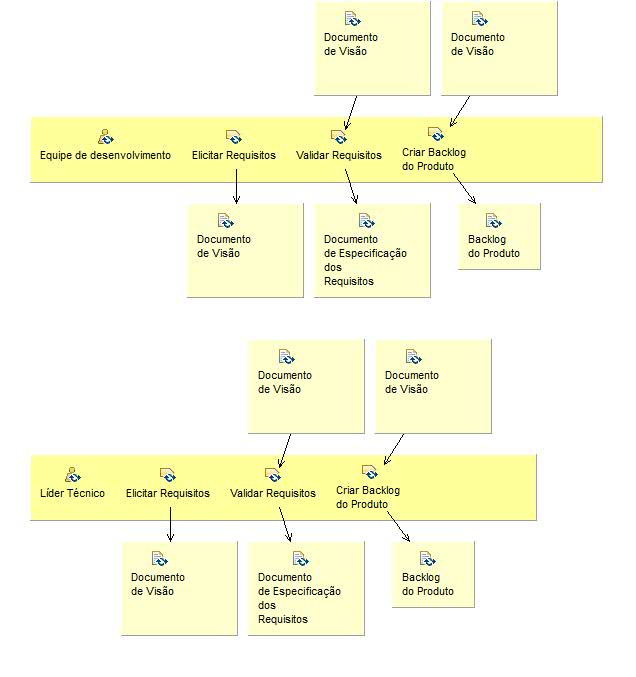 Documento
de Visão
Documento
de Visão
Equipe de desenvolvimento
Elicitar Requisitos
Validar Requisitos
Criar Backlog
do Produto
Documento
de Visão
Documento
de Especificação
dos
Requisitos
Backlog
do Produto
Documento
de Visão
Documento
de Visão
Líder Técnico
Elicitar Requisitos
Validar Requisitos
Criar Backlog
do Produto
Documento
de Visão
Documento
de Especificação
dos
Requisitos
Backlog
do Produto